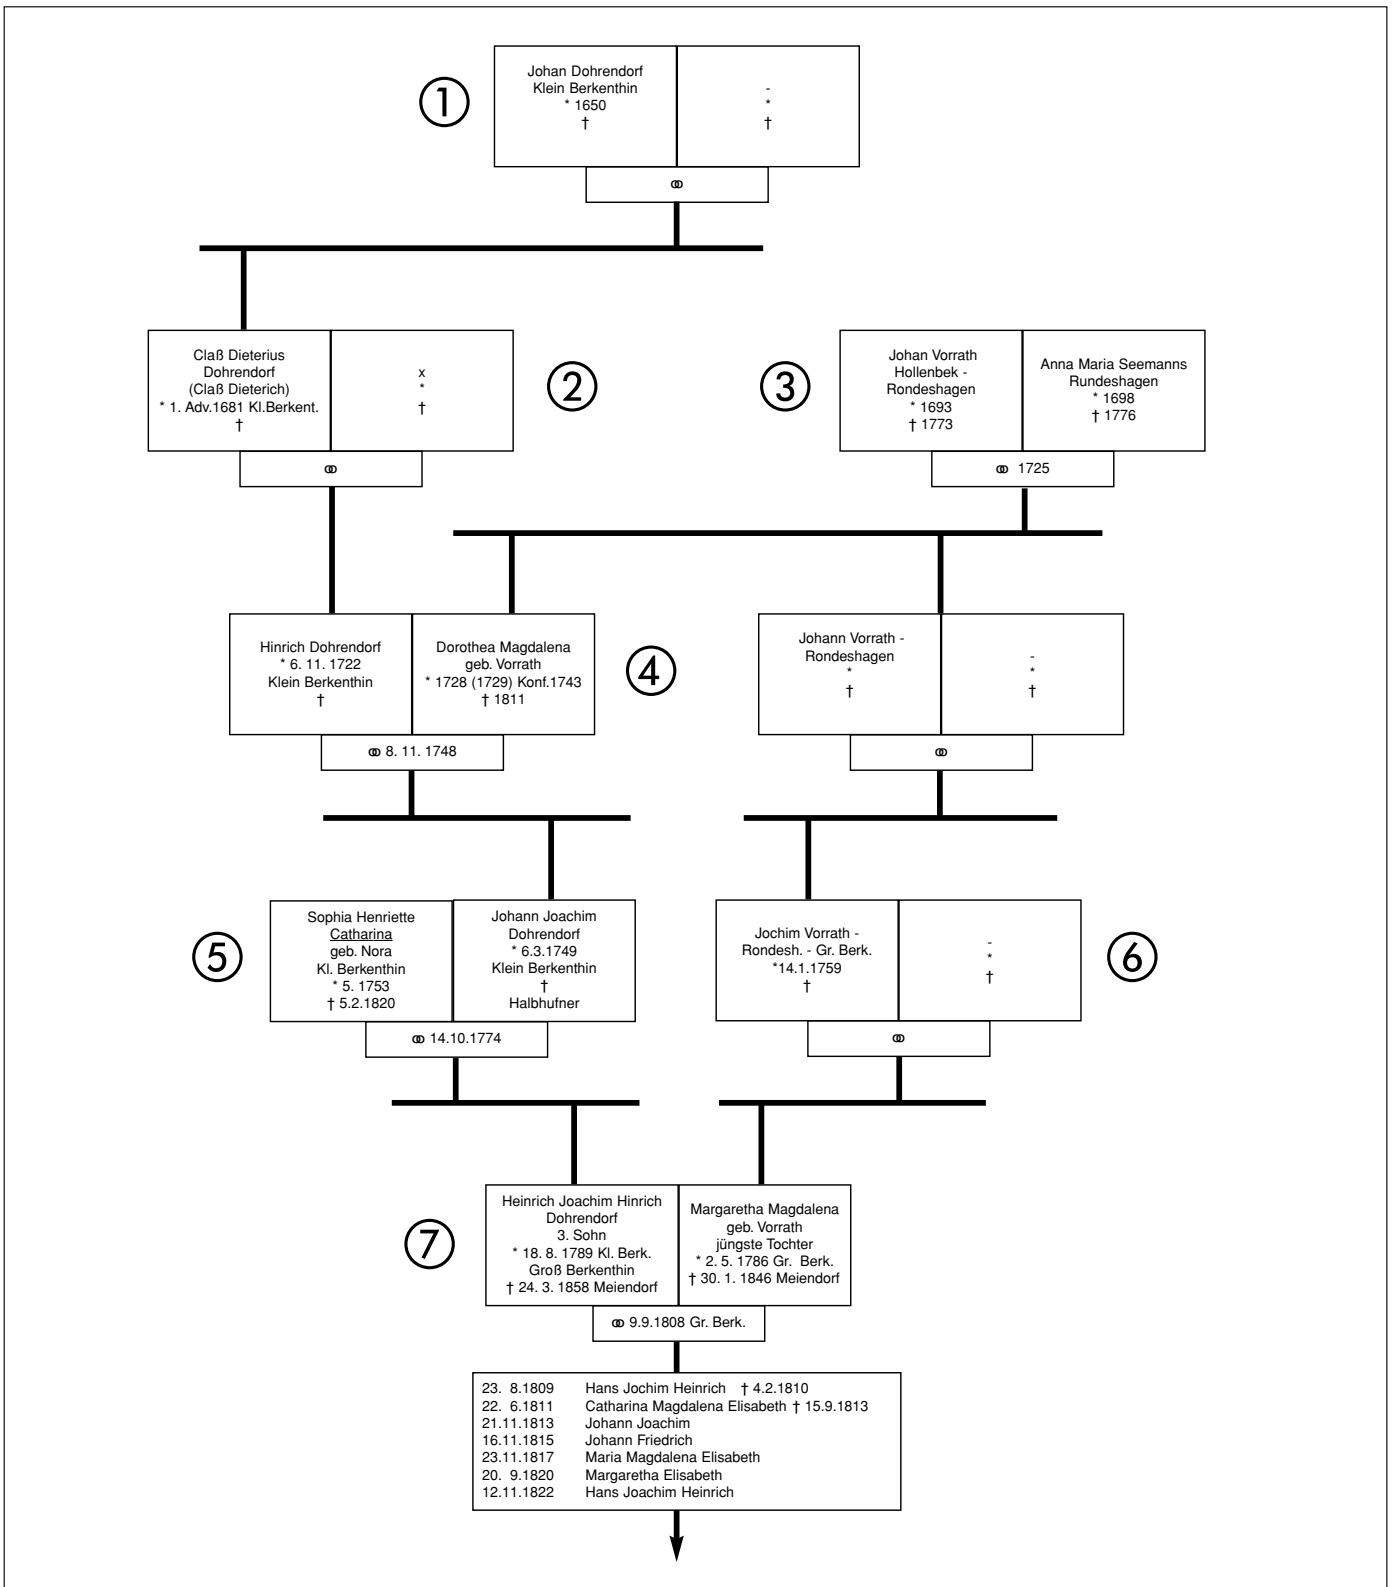 ①
Johan Dohrendorf
Klein Berkenthin
* 1650
†
-
*
†
⚭
Claß Dieterius
Dohrendorf
(Claß Dieterich)
* 1. Adv.1681 Kl.Berkent.
†
x
*
†
⚭
②
③
Johan Vorrath
Hollenbek -
Rondeshagen
* 1693
† 1773
Anna Maria Seemanns
Rundeshagen
* 1698
† 1776
⚭ 1725
Hinrich Dohrendorf
* 6. 11. 1722
Klein Berkenthin
†
Dorothea Magdalena
geb. Vorrath
* 1728 (1729) Konf.1743
† 1811
⚭ 8. 11. 1748
④
Johann Vorrath -
Rondeshagen
*
†
-
*
†
⚭
⑤
Sophia Henriette
Catharina
geb. Nora
Kl. Berkenthin
* 5. 1753
† 5.2.1820
Johann Joachim
Dohrendorf
* 6.3.1749
Klein Berkenthin
†
Halbhufner
⚭ 14.10.1774
Jochim Vorrath -
Rondesh. - Gr. Berk.
*14.1.1759
†
-
*
†
⚭
⑥
⑦
Heinrich Joachim Hinrich
Dohrendorf
3. Sohn
* 18. 8. 1789 Kl. Berk.
Groß Berkenthin
† 24. 3. 1858 Meiendorf
Margaretha Magdalena
geb. Vorrath
jüngste Tochter
* 2. 5. 1786 Gr. Berk.
† 30. 1. 1846 Meiendorf
⚭ 9.9.1808 Gr. Berk.
23. 8.1809 Hans Jochim Heinrich † 4.2.1810
22. 6.1811 Catharina Magdalena Elisabeth † 15.9.1813
21.11.1813 Johann Joachim
16.11.1815 Johann Friedrich
23.11.1817 Maria Magdalena Elisabeth
20. 9.1820 Margaretha Elisabeth
12.11.1822 Hans Joachim Heinrich